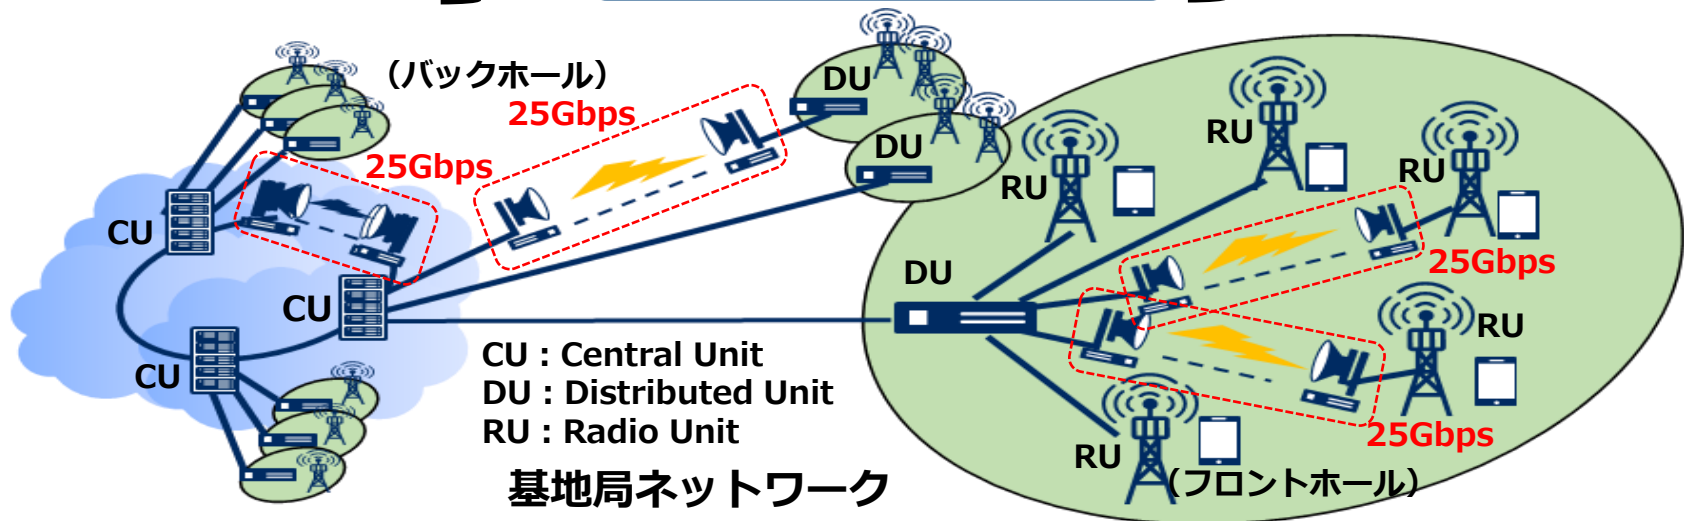 （バックホール）
25Gbps
25Gbps
CU
CU
CU
DU
DU
DU
RU
RU
RU
RU
RU
25Gbps
25Gbps
CU : Central Unit
DU : Distributed Unit
RU : Radio Unit
基地局ネットワーク
（フロントホール）